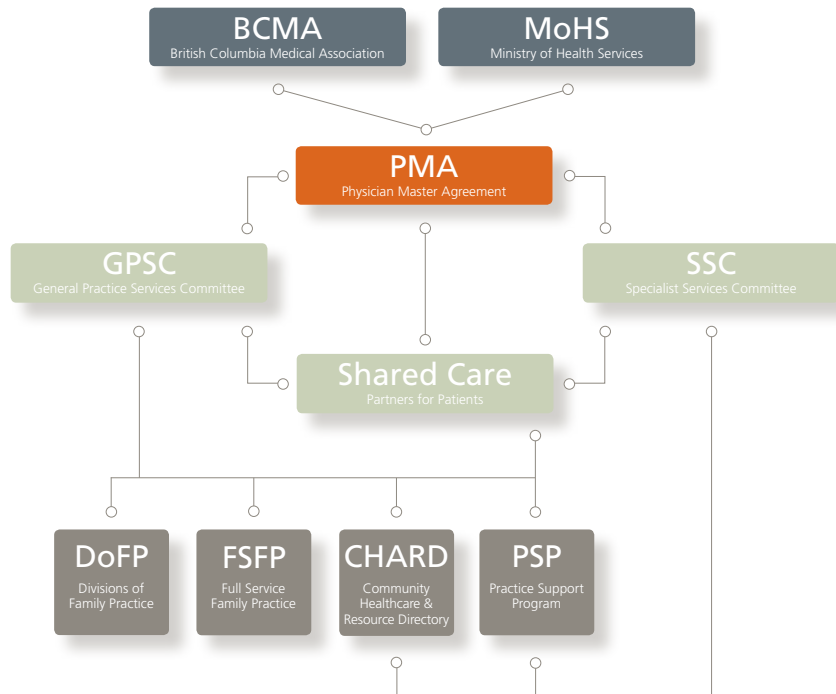 BCMA
British Columbia Medical Association
MoHS
Ministry of Health Services
PMA
Physician Master Agreement
GPSC
General Practice Services Committee
SSC
Specialist Services Committee
Shared Care
Partners for Patients
DoFP
Divisions of
Family Practice
FSFP
Full Service
Family Practice
CHARD
Community
Healthcare &
Resource Directory
PSP
Practice Support
Program